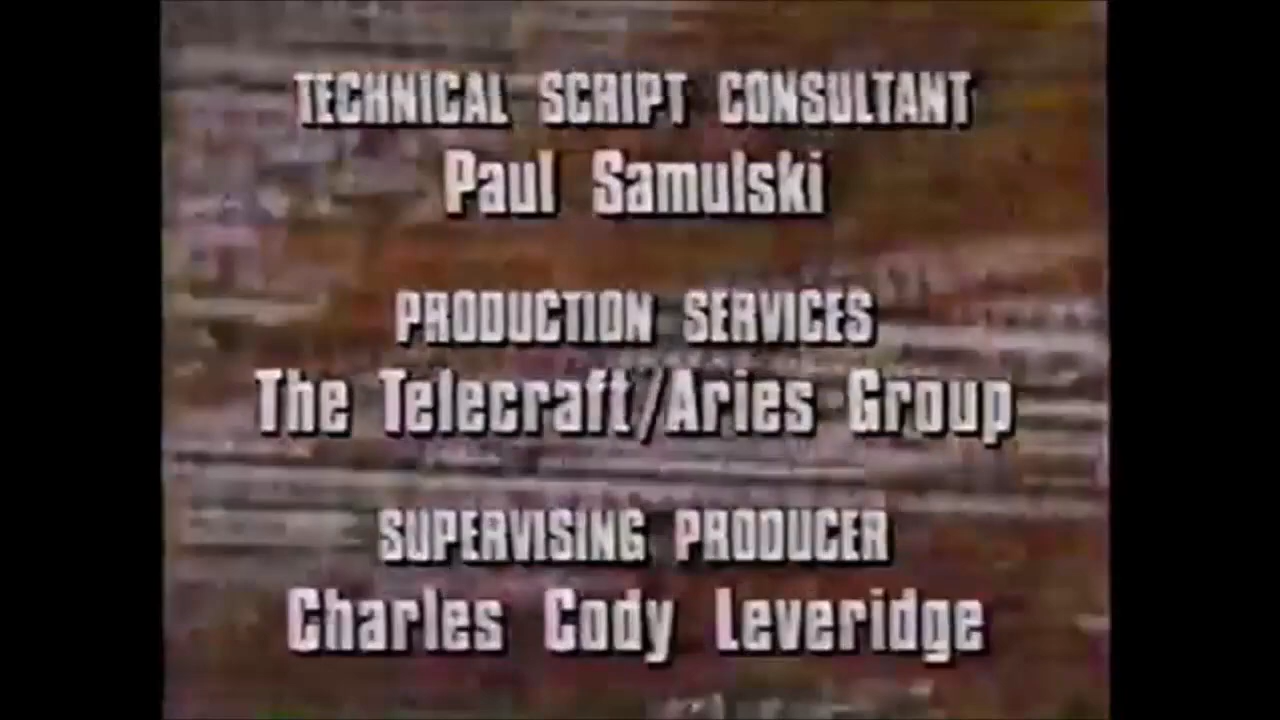 TECHNICAL SCRIPT CONSULTANT
Paul Samulski
PRODUCTION SERVICES
The Telecraft/Aries Group
SUPERVISING PRODUCER
Charles Cody Leveridge